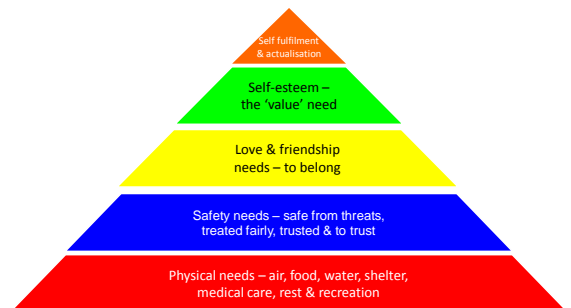 Self fulfilment
& actualisation
Self-esteem –
the ‘value’ need
Love & friendship
needs – to belong
Safety needs – safe from threats,
treated fairly, trusted & to trust
Physical needs – air, food, water, shelter,
medical care, rest & recreation